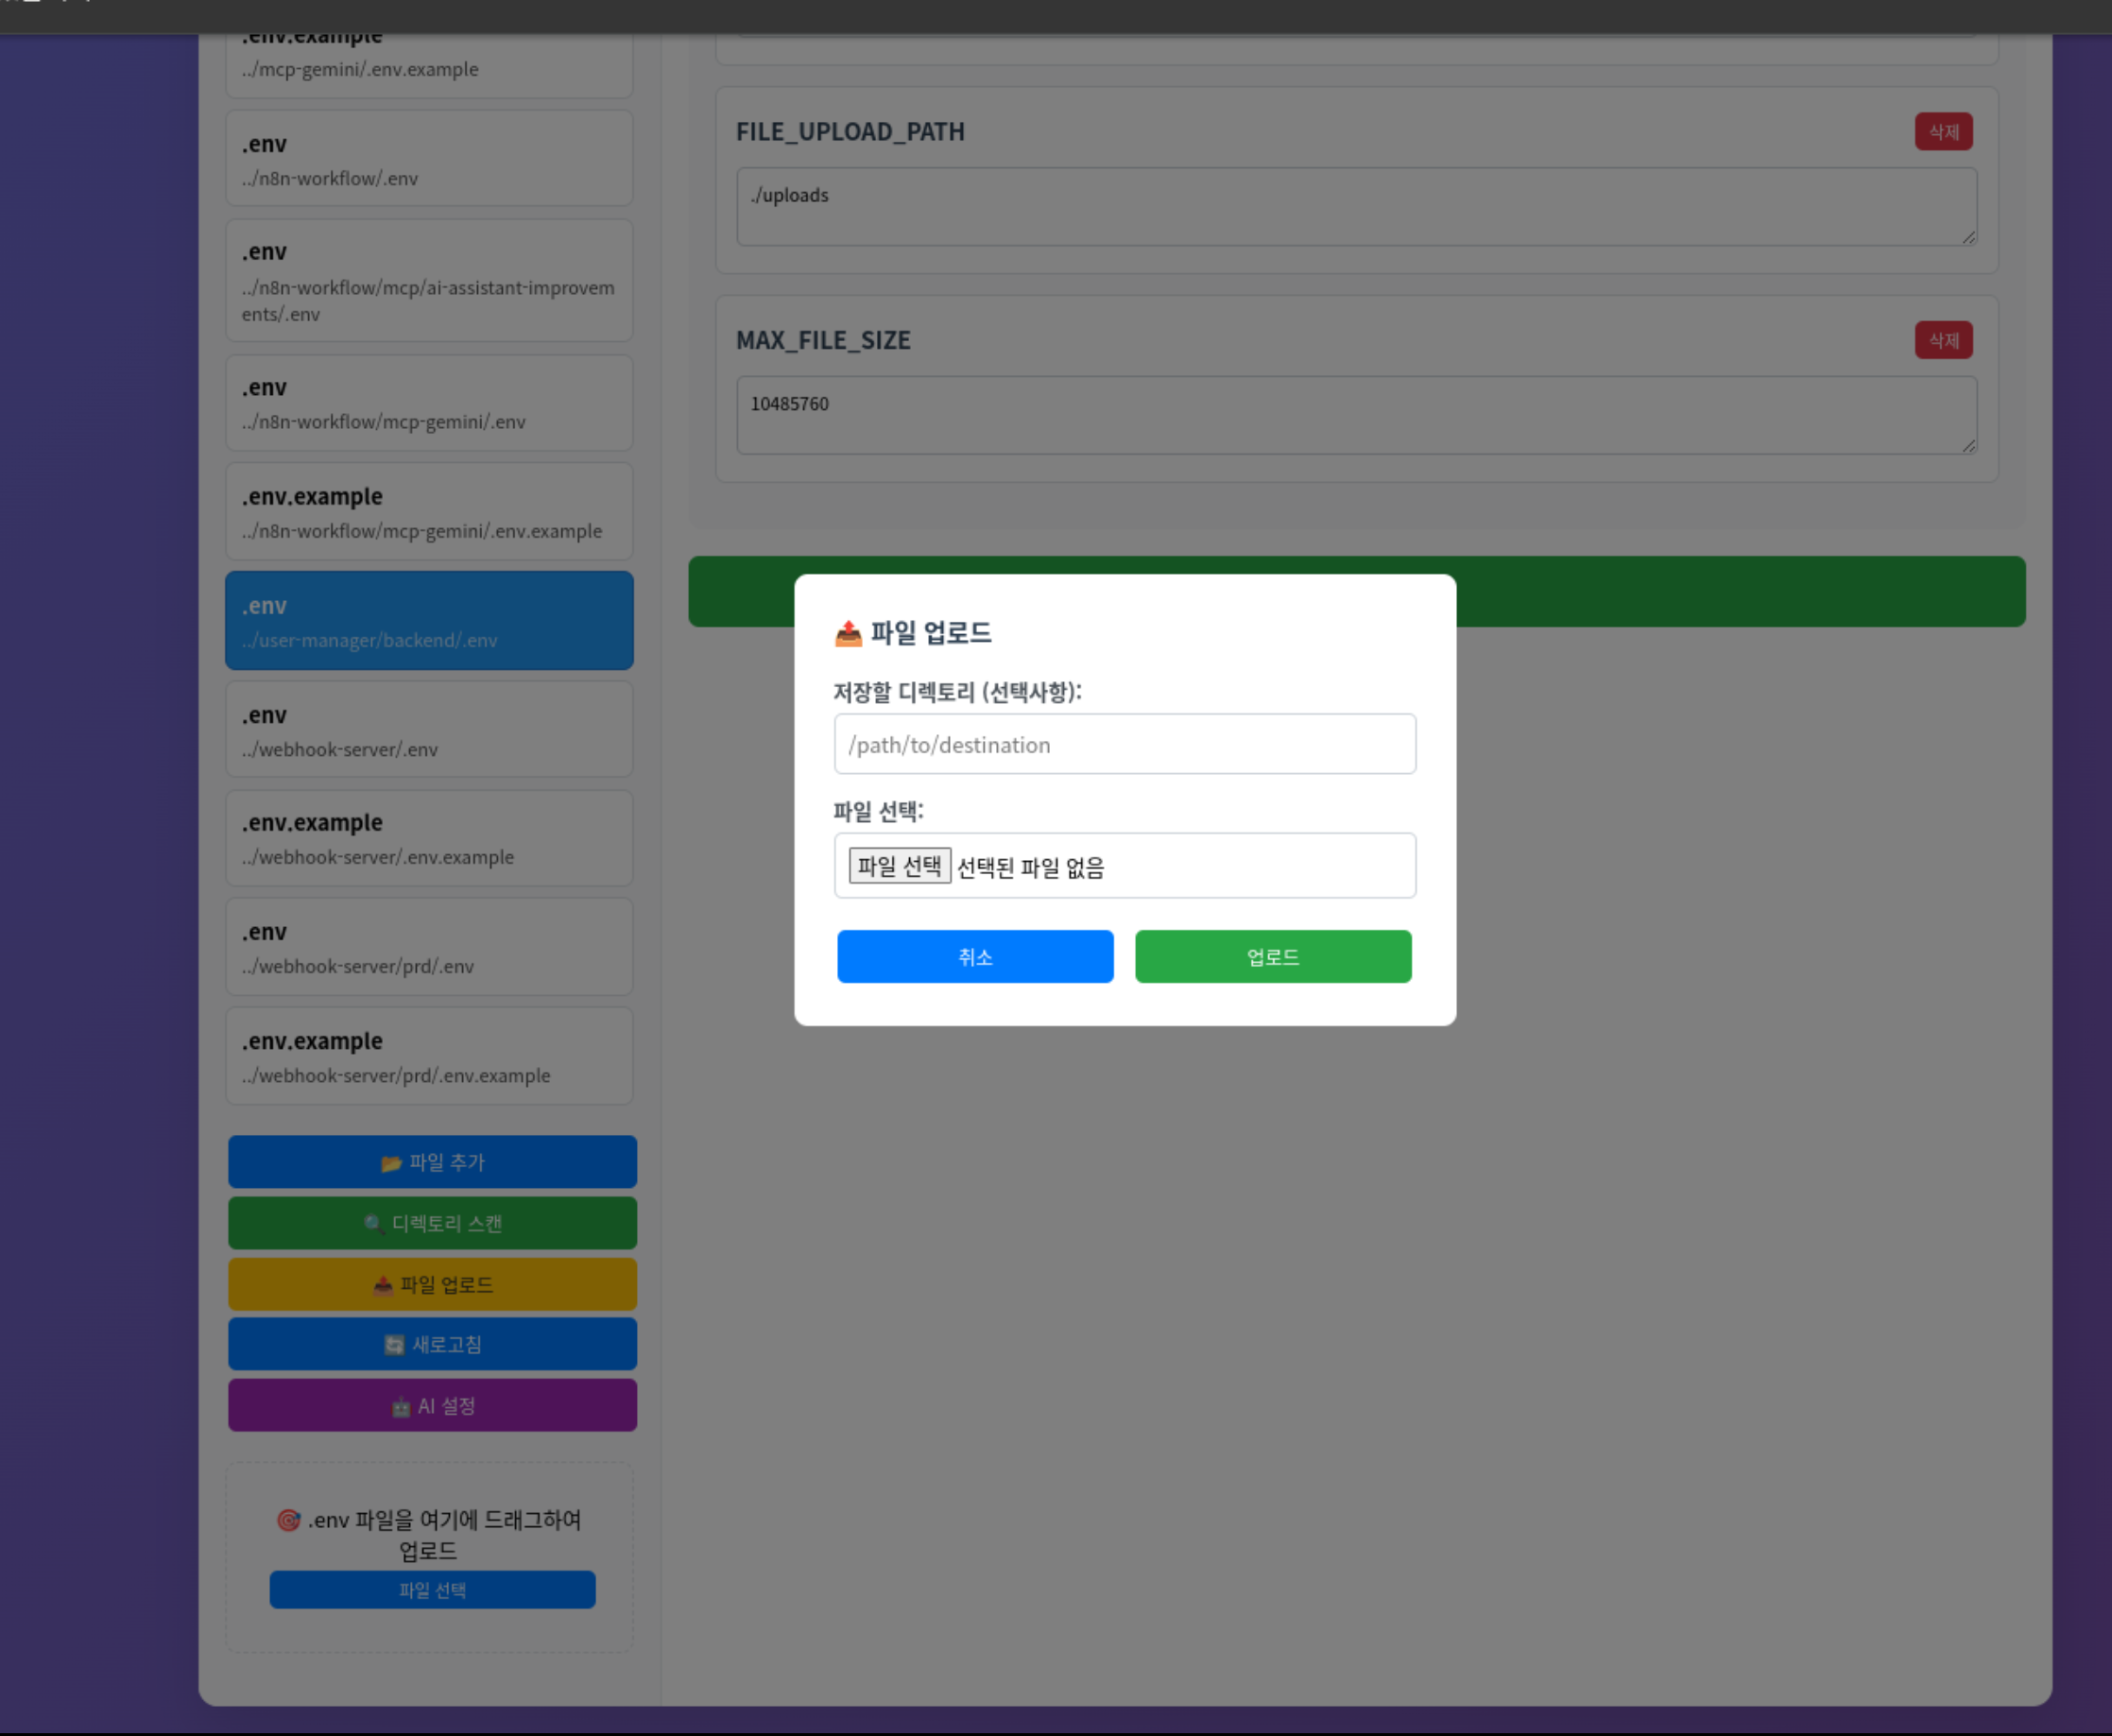 .env.example
../mcp-gemini/.env.example
.env
../n8n-workflow/.env
.env
../n8n-workflow/mcp/ai-assistant-improvem
ents/.env
.env
../n8n-workflow/mcp-gemini/.env
.env.example
../n8n-workflow/mcp-gemini/.env.example
.env
../user-manager/backend/.env
.env
../webhook-server/.env
.env.example
../webhook-server/.env.example
.env
../webhook-server/prd/.env
.env.example
../webhook-server/prd/.env.example
📂 파일 추가
🔍 디렉토리 스캔
📤 파일 업로드
🔄 새로고침
🤖 AI 설정
🎯 .env 파일을 여기에 드래그하여
업로드
파일 선택
FILE_UPLOAD_PATH
삭제
./uploads
MAX_FILE_SIZE
삭제
10485760
📤 파일 업로드
저장할 디렉토리 (선택사항):
/path/to/destination
파일 선택:
파일 선택 선택된 파일 없음
취소
업로드